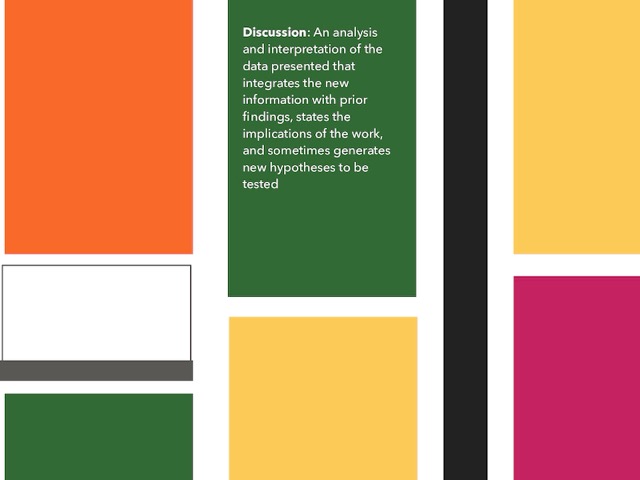 Discussion: An analysis
and interpretation of the
data presented that
integrates the new
information with prior
findings, states the
implications of the work,
and sometimes generates
new hypotheses to be
tested